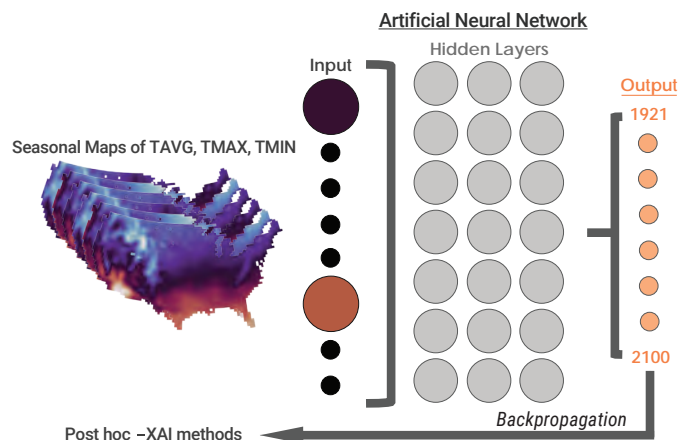 Artificial Neural Network
Hidden Layers
Input
Output
1921
Seasonal Maps of TAVG, TMAX, TMIN
2100
Backpropagation
Post hoc –XAI methods